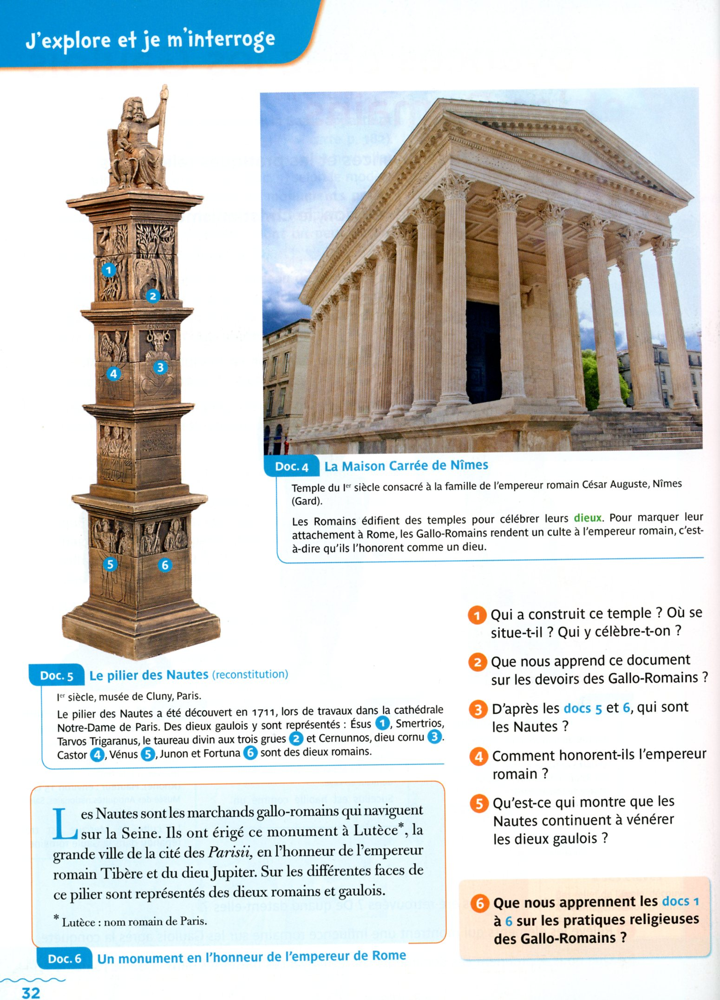 J'explore et je m'interroge
1
2
CERNUNNOS
3
4
5
6
Doc. 4 La Maison Carrée de Nîmes
Temple du Ier siècle consacré à la famille de l'empereur romain César Auguste, Nîmes
(Gard).
Les Romains édifient des temples pour célébrer leurs dieux. Pour marquer leur
attachement à Rome, les Gallo-Romains rendent un culte à l'empereur romain, c'est-
à-dire qu'ils l'honorent comme un dieu.
Doc. 5 Le pilier des Nautes (reconstitution)
Ier siècle, musée de Cluny, Paris.
Le pilier des Nautes a été découvert en 1711, lors de travaux dans la cathédrale
Notre-Dame de Paris. Des dieux gaulois y sont représentés : Ésus 1, Smertrios,
Tarvos Trigaranus, le taureau divin aux trois grues 2 et Cernunnos, dieu cornu 3.
Castor 4, Vénus 5, Junon et Fortuna 6 sont des dieux romains.
Les Nautes sont les marchands gallo-romains qui naviguent
sur la Seine. Ils ont érigé ce monument à Lutèce*, la
grande ville de la cité des Parisii, en l'honneur de l'empereur
romain Tibère et du dieu Jupiter. Sur les différentes faces de
ce pilier sont représentés des dieux romains et gaulois.
* Lutèce : nom romain de Paris.
Doc. 6 Un monument en l'honneur de l'empereur de Rome
1 Qui a construit ce temple ? Où se
situe-t-il ? Qui y célèbre-t-on ?
2 Que nous apprend ce document
sur les devoirs des Gallo-Romains ?
3 D'après les docs 5 et 6, qui sont
les Nautes ?
4 Comment honorent-ils l'empereur
romain ?
5 Qu'est-ce qui montre que les
Nautes continuent à vénérer
les dieux gaulois ?
6 Que nous apprennent les docs 1
à 6 sur les pratiques religieuses
des Gallo-Romains ?
32